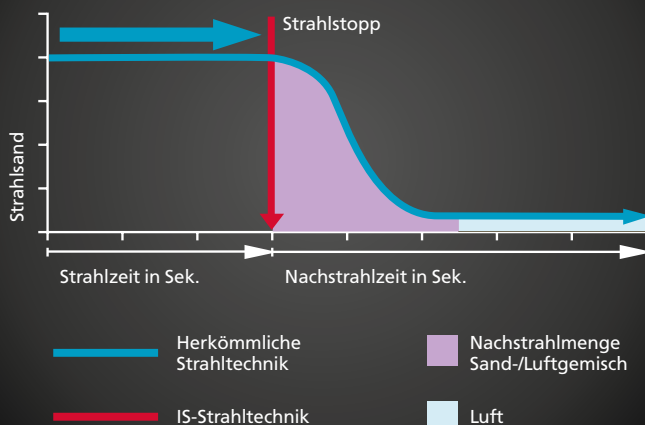 Strahlstopp
Strahlsand
Strahlzeit in Sek.
Nachstrahlzeit in Sek.
Herkömmliche
Strahltechnik
Nachstrahlmenge
Sand-/Luftgemisch
IS-Strahltechnik
Luft